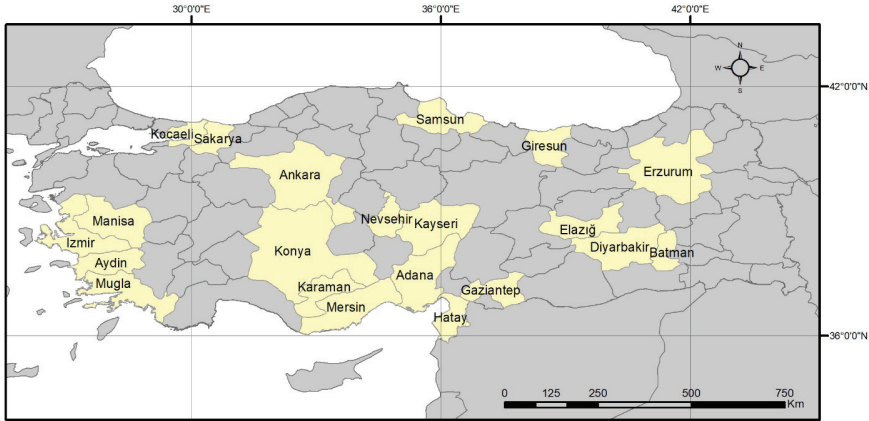 30°0'0"E 36°0'0"E 42°0'0"E
N
W E
S
42°0'0"N
Samsun
Kocaeli Sakarya
Giresun
Ankara
Erzurum
Nevsehir Kayseri
Manisa
Elazığ
Izmir
Konya
Diyarbakir Batman
Aydin
Adana
Mugla
Karaman
Gaziantep
Mersin
Hatay
36°0'0"N
0 125 250 500 750
Km